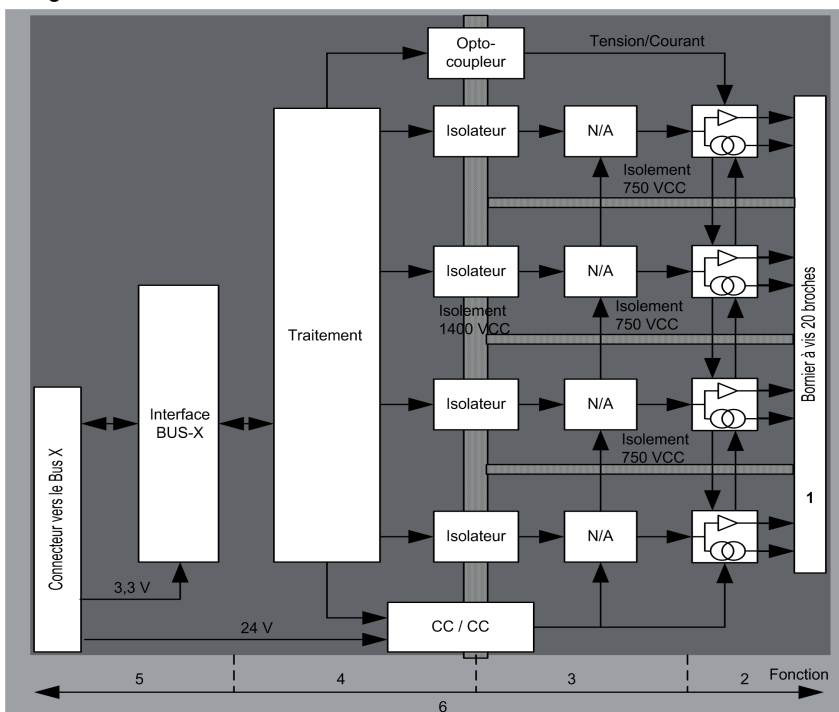 Opto-
coupleur
Tension/Courant
Isolateur
N/A
Isolement
750 VCC
Isolateur
N/A
Isolement
1400 VCC
Isolement
750 VCC
Traitement
Bornier à vis 20 broches
1
Interface
BUS-X
Connecteur vers le Bus X
Isolateur
N/A
Isolement
750 VCC
Isolateur
N/A
3,3 V
24 V
CC / CC
5
4
3
2
Fonction
6